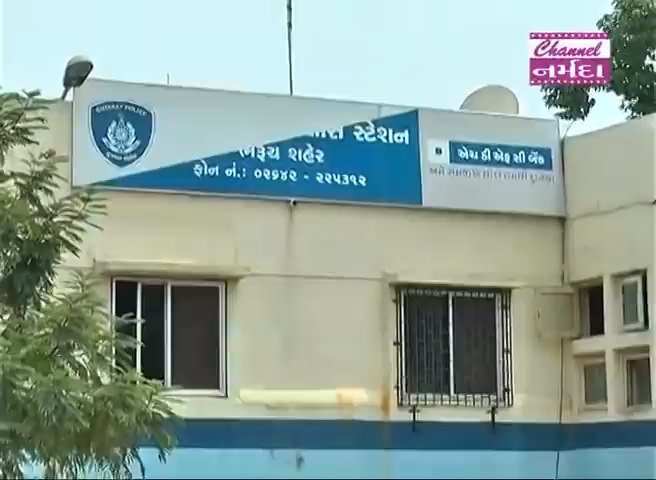 Channel
નર્મદા
GUJARAT POLICE
સ્ટેશન
ભરૂચ શહેર
ફોન નં.: ૦૨૬૪૨ - ૨૨૫૩૧૨
એચ ડી એફ સી બેંક